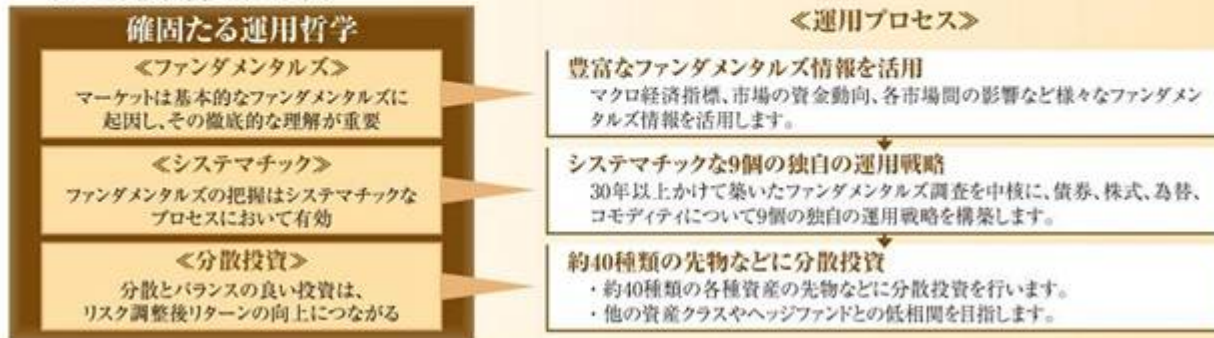 確固たる運用哲学
≪ファンダメンタルズ≫
マーケットは基本的なファンダメンタルズに
起因し、その徹底的な理解が重要
≪システマチック≫
ファンダメンタルズの把握はシステマチックな
プロセスにおいて有効
≪分散投資≫
分散とバランスの良い投資は、
リスク調整後リターンの向上につながる
≪運用プロセス≫
豊富なファンダメンタルズ情報を活用
マクロ経済指標、市場の資金動向、各市場間の影響など様々なファンダメン
タルズ情報を活用します。
システマチックな9個の独自の運用戦略
30年以上かけて築いたファンダメンタルズ調査を中核に、債券、株式、為替、
コモディティについて9個の独自の運用戦略を構築します。
約40種類の先物などに分散投資
・約40種類の各種資産の先物などに分散投資を行います。
・他の資産クラスやヘッジファンドとの低相関を目指します。